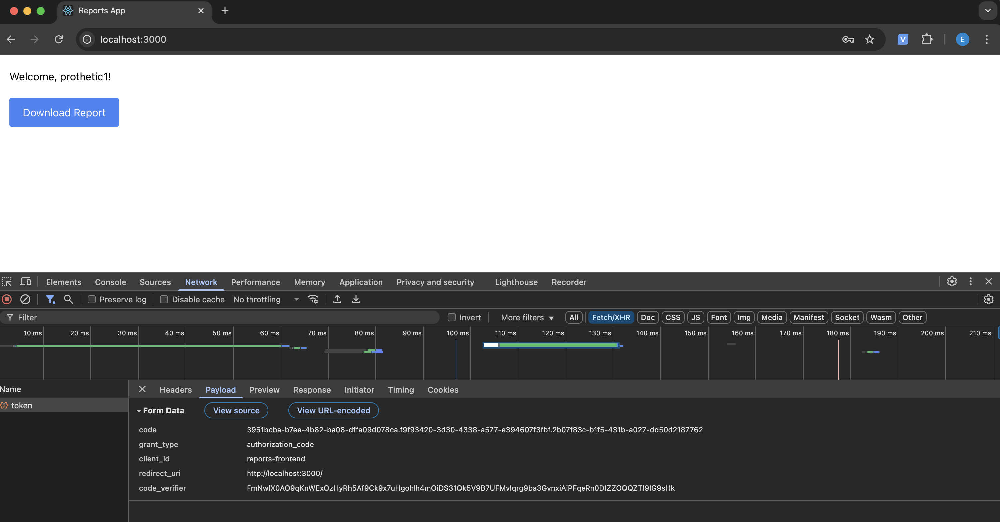 Reports App
localhost:3000
V
E
Welcome, prothetic1!
Download Report
Elements Console Sources Network Performance Memory Application Privacy and security Lighthouse Recorder
Preserve log Disable cache No throttling
Filter Invert More filters All Fetch/XHR Doc CSS JS Font Img Media Manifest Socket Wasm Other
10 ms 20 ms 30 ms 40 ms 50 ms 60 ms 70 ms 80 ms 90 ms 100 ms 110 ms 120 ms 130 ms 140 ms 150 ms 160 ms 170 ms 180 ms 190 ms 200 ms 210 ms
Name Headers Payload Preview Response Initiator Timing Cookies
token
Form Data View source View URL-encoded
code 3951bcba-b7ee-4b82-ba08-dffa09d078ca.f9f93420-3d30-4338-a577-e394607f3fbf.2b07f83c-b1f5-431b-a027-dd50d2187762
grant_type authorization_code
client_id reports-frontend
redirect_uri http://localhost:3000/
code_verifier